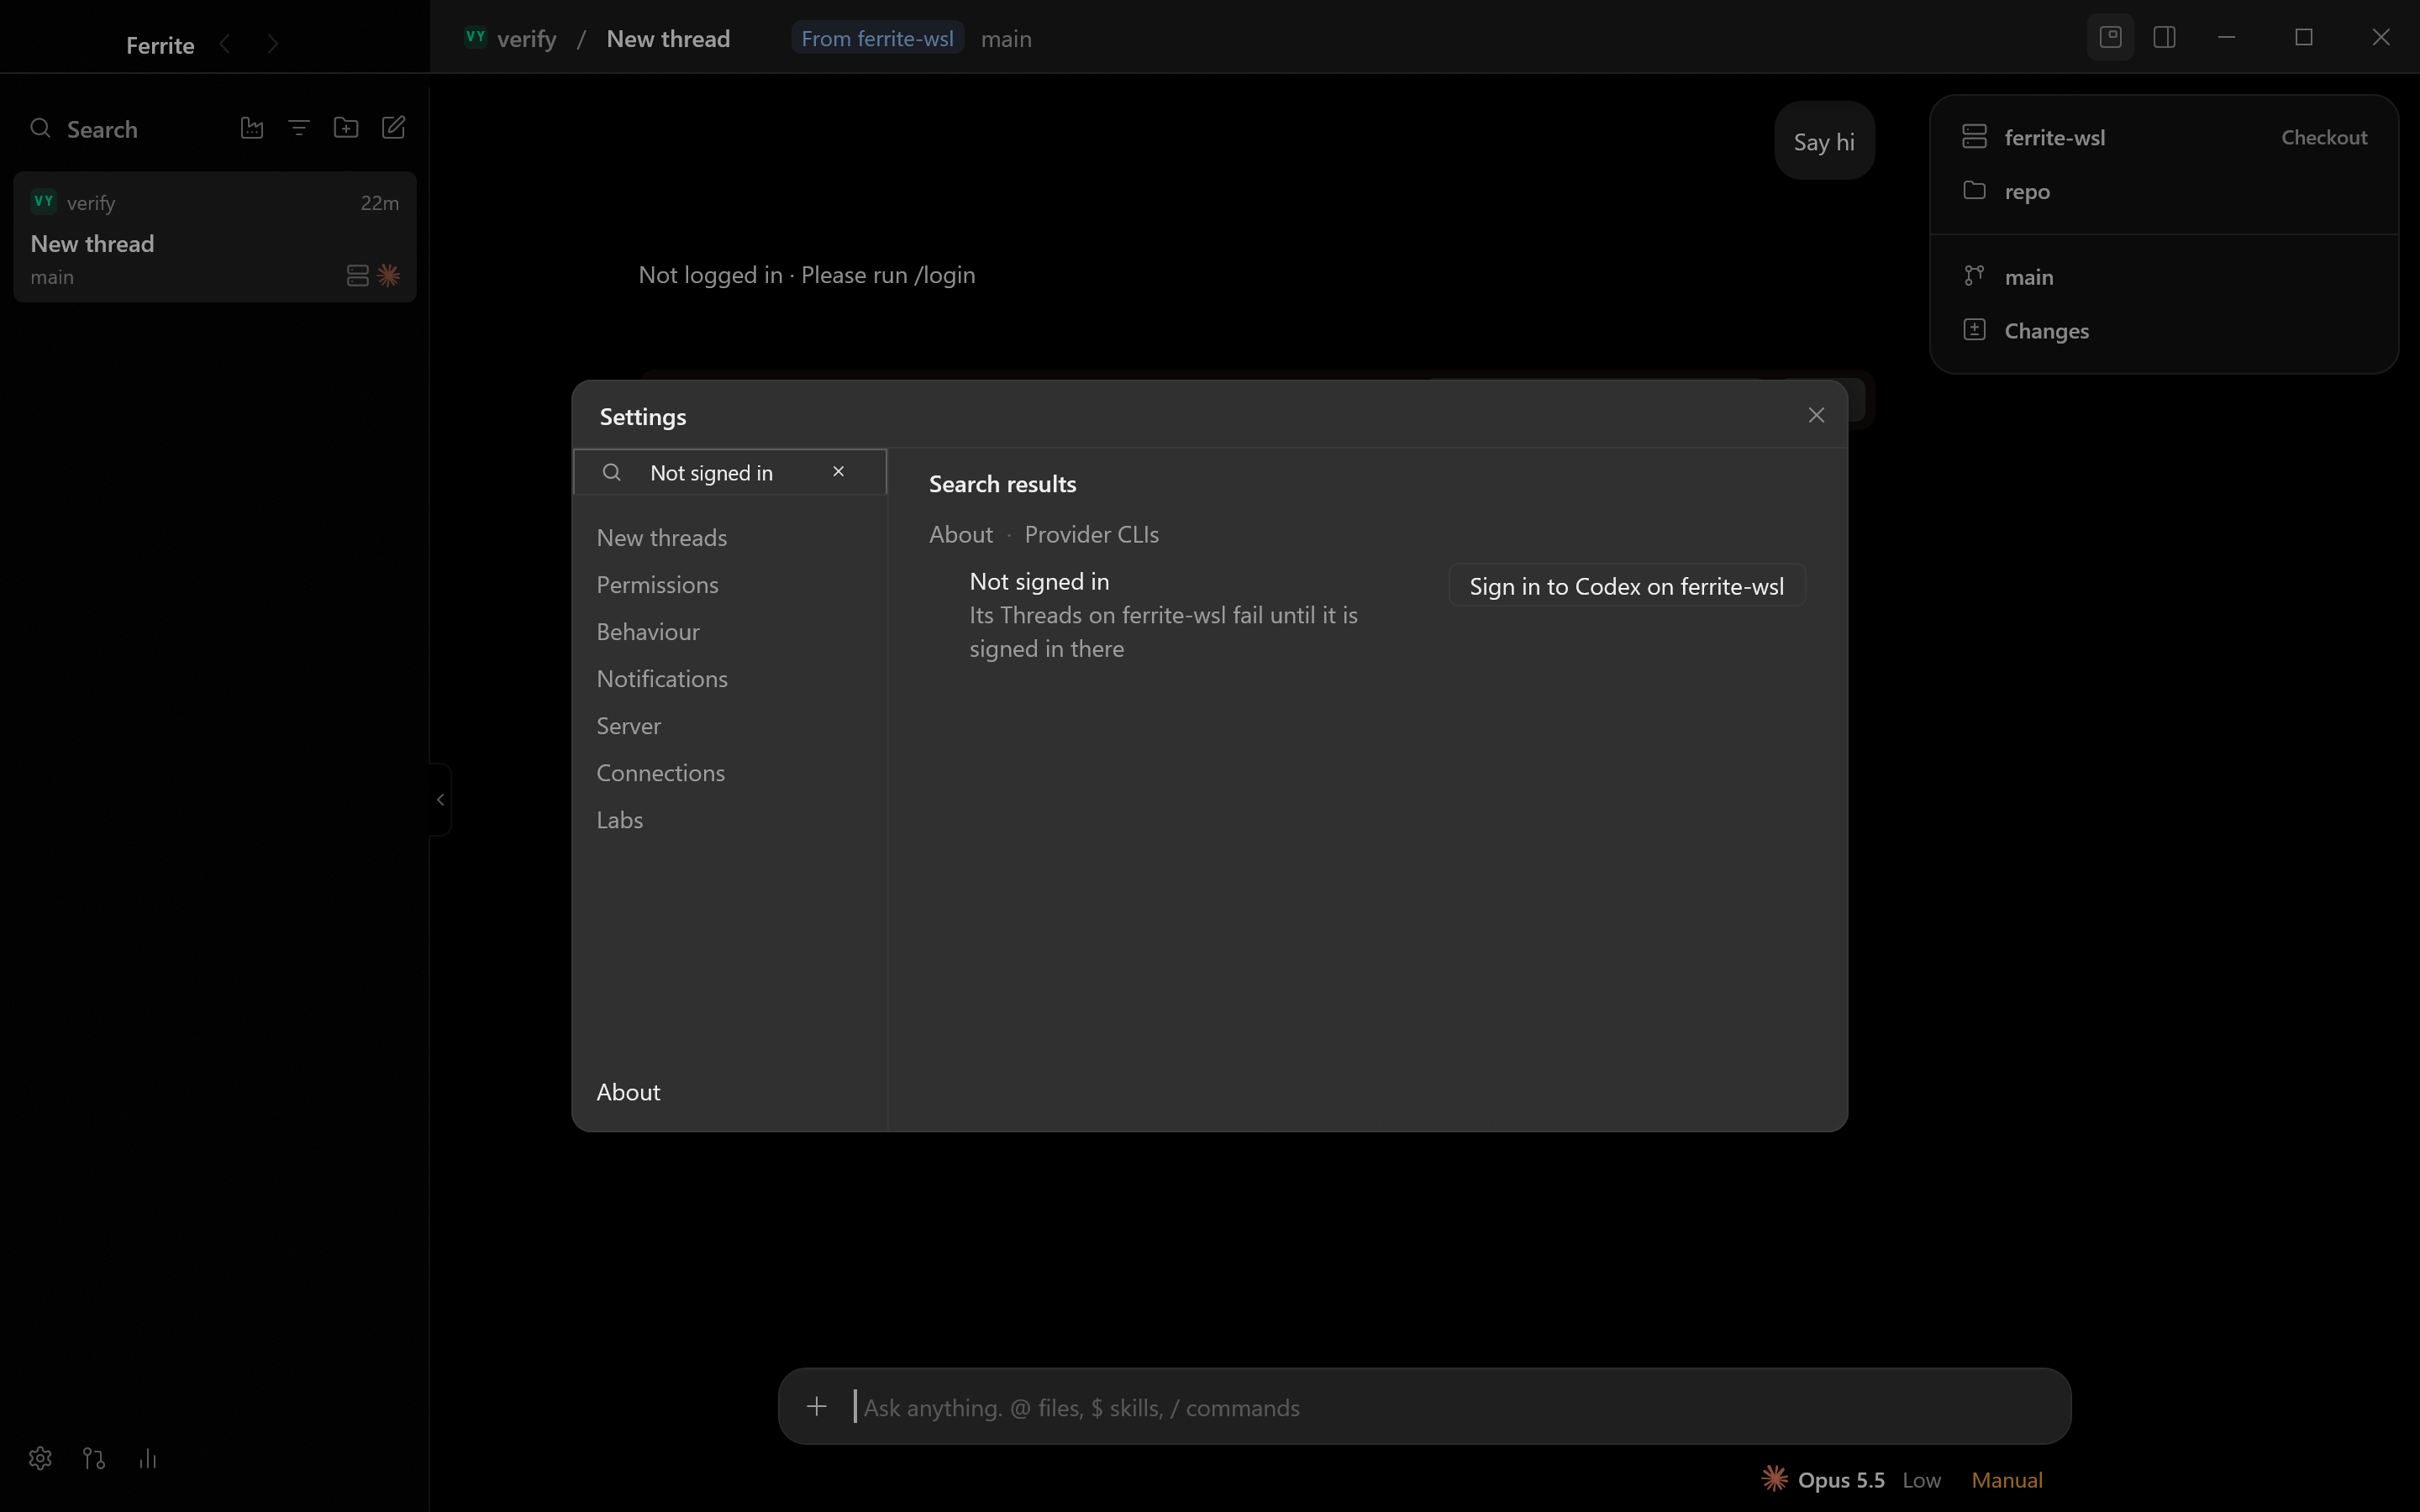 Ferrite
VY verify / New thread From ferrite-wsl main
Search
VY verify 22m
New thread
main
Say hi
Not logged in · Please run /login
ferrite-wsl Checkout
repo
main
Changes
Settings
Not signed in
New threads
Permissions
Behaviour
Notifications
Server
Connections
Labs
About
Search results
About · Provider CLIs
Not signed in
Its Threads on ferrite-wsl fail until it is
signed in there
Sign in to Codex on ferrite-wsl
Ask anything. @ files, $ skills, / commands
Opus 5.5 Low Manual